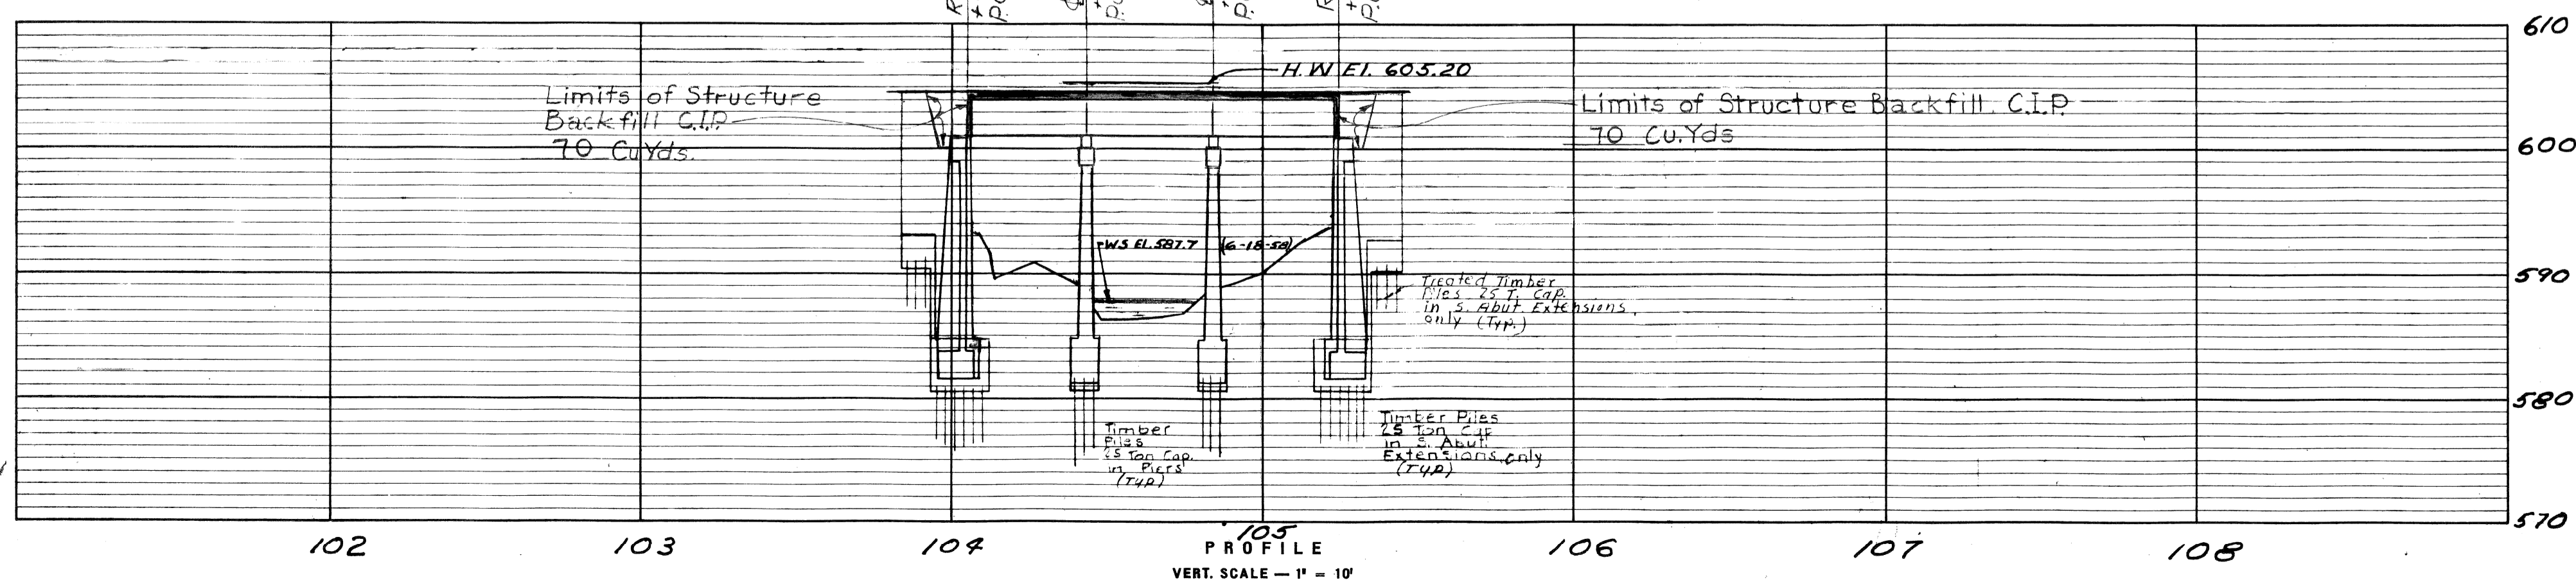 610
H.W El. 605.20
Limits of Structure
Backfill C.I.P.
70 CuYds.
Limits of Structure Backfill. C.I.P.
70 Cu.Yds
600
W.S El. 587.7 (6-18-58)
590
Treated Timber
Piles 25 T. Cap.
in S. Abut. Extensions
only (Typ.)
580
Timber
Piles
25 Ton Cap.
in Piers
(TYP)
Timber Piles
25 Ton Cap
in S. Abut.
Extensions only
(TYP)
570
102
103
104
105
106
107
108
PROFILE
VERT. SCALE — 1" = 10'